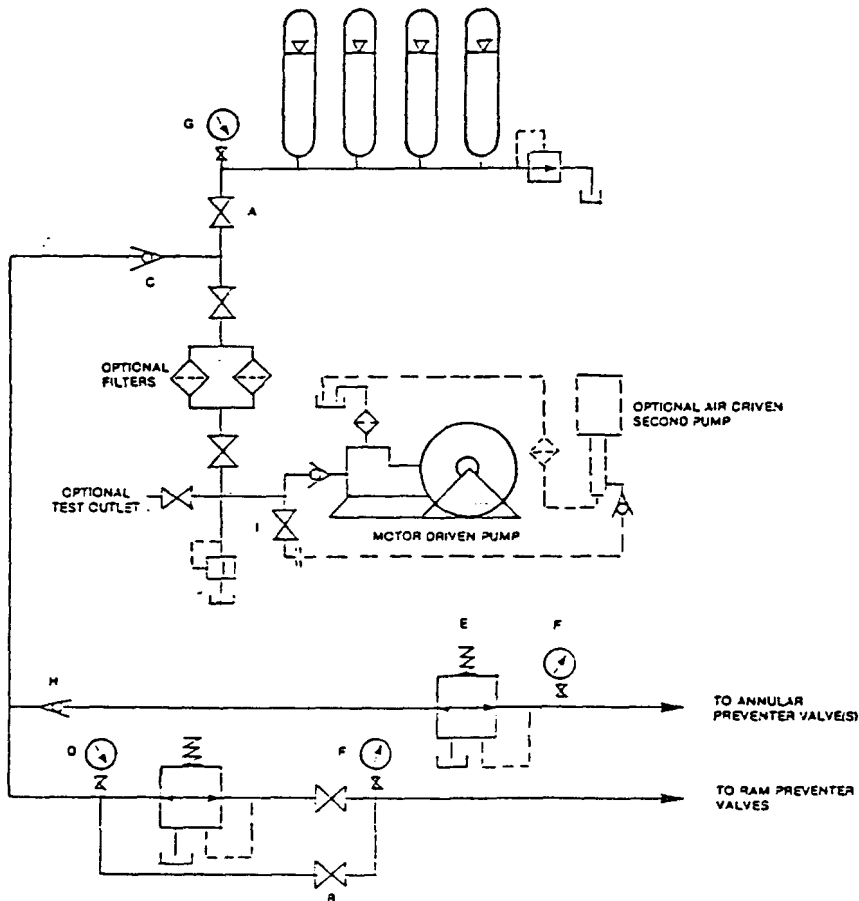 G
A
C
OPTIONAL
FILTERS
OPTIONAL AIR DRIVEN
SECOND PUMP
OPTIONAL
TEST OUTLET
I
MOTOR DRIVEN PUMP
E
F
H
TO ANNULAR
PREVENTER VALVE(S)
D
F
TO RAM PREVENTER
VALVES
B